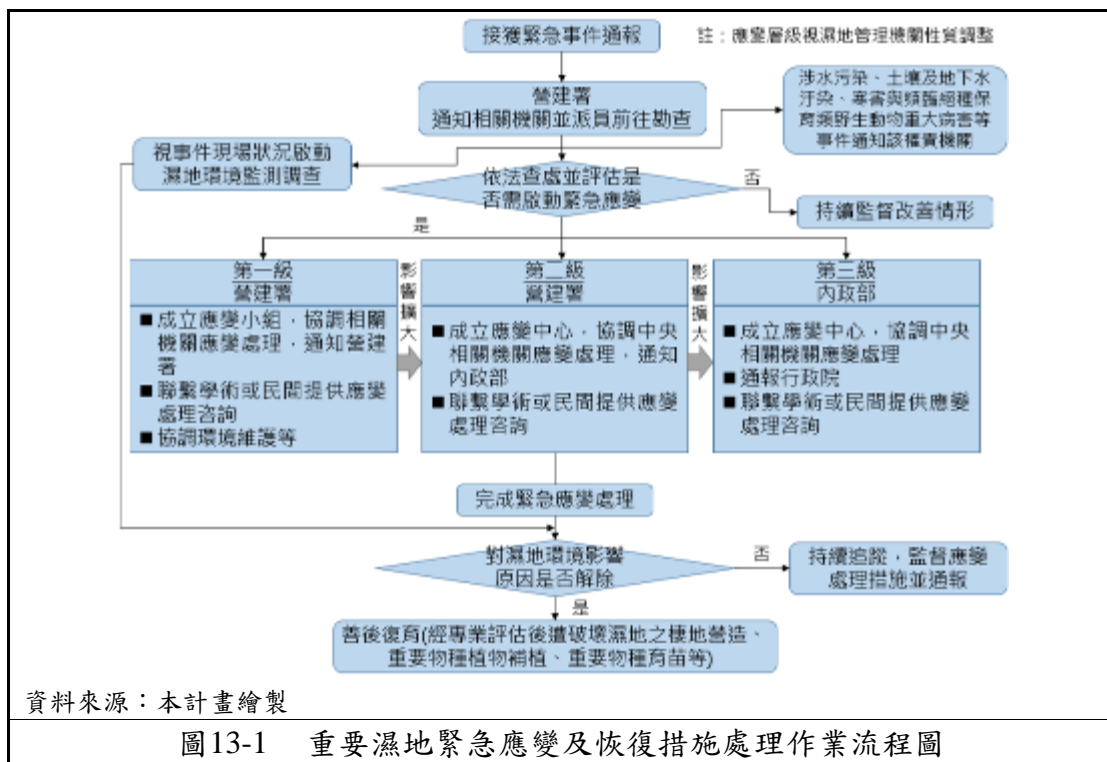 接獲緊急事件通報
註：應變層級視濕地管理機關性質調整
營建署
通知相關機關並派員前往勘查
涉水污染、土壤及地下水
汙染、寒害與瀕臨絕種保
育類野生動物重大病害等
事件通知該權責機關
視事件現場狀況啟動
濕地環境監測調查
依法查處並評估是
否需啟動緊急應變
否
持續監督改善情形
是
第一級
營建署
■成立應變小組，協調相關
機關應變處理，通知營建
署
■聯繫學術或民間提供應變
處理咨詢
■協調環境維護等
影響擴大
第二級
營建署
■成立應變中心，協調中央
相關機關應變處理，通知
內政部
■聯繫學術或民間提供應變
處理咨詢
影響擴大
第三級
內政部
■成立應變中心，協調中央
相關機關應變處理
■通報行政院
■聯繫學術或民間提供應變
處理咨詢
完成緊急應變處理
對濕地環境影響
原因是否解除
否
持續追蹤，監督應變
處理措施並通報
是
善後復育(經專業評估後遭破壞濕地之棲地營造、
重要物種植物補植、重要物種育苗等)
資料來源：本計畫繪製
圖13-1 重要濕地緊急應變及恢復措施處理作業流程圖